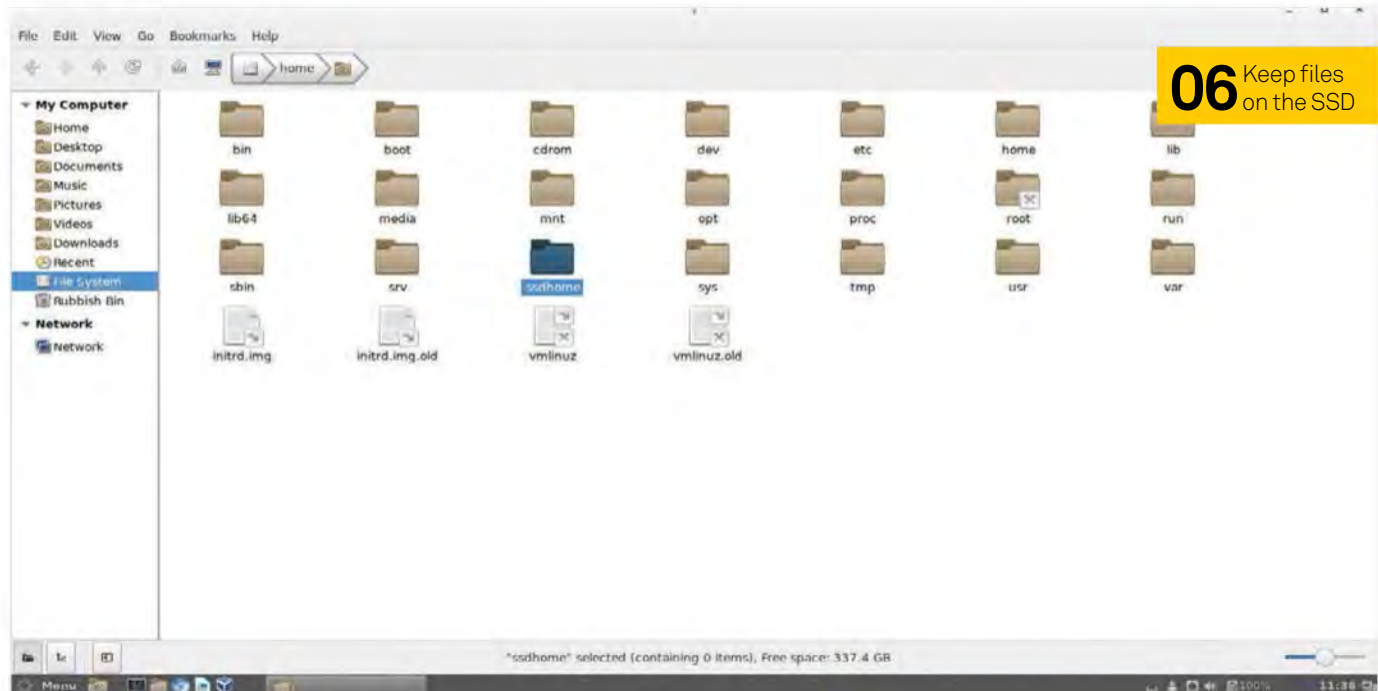 File Edit View Go Bookmarks Help
home
06 Keep files
on the SSD
My Computer
Home
Desktop
Documents
Music
Pictures
Videos
Downloads
Recent
File System
Rubbish Bin
Network
Network
bin boot cdrom dev etc home lib
lib64 media mnt opt proc root run
sbin srv ssdhome sys tmp usr var
initrd.img initrd.img.old vmlinuz vmlinuz.old
"ssdhome" selected (containing 0 items), Free space: 337.4 GB
Menu 100% 11:36